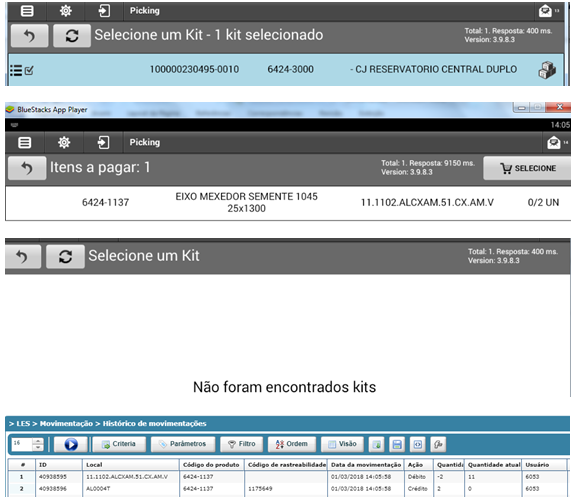 Picking
14
Selecione um Kit - 1 kit selecionado
Total: 1. Resposta: 400 ms.
Version: 3.9.8.3
100000230495-0010 6424-3000 - CJ RESERVATORIO CENTRAL DUPLO
BlueStacks App Player
14:05
Picking
14
Itens a pagar: 1
Total: 1. Resposta: 9150 ms.
Version: 3.9.8.3
SELECIONE
6424-1137 EIXO MEXEDOR SEMENTE 1045 11.1102.ALCXAM.51.CX.AM.V 0/2 UN
25x1300
Selecione um Kit
Total: 1. Resposta: 400 ms.
Version: 3.9.8.3
Não foram encontrados kits
> LES > Movimentação > Histórico de movimentações
16 Criteria Parâmetros Filtro Ordem Visão
# ID Local Código do produto Código de rastreabilidade Data da movimentação Ação Quantida Quantidade atual Usuário
1 40938595 11.1102.ALCXAM.51.CX.AM.V 6424-1137 01/03/2018 14:05:58 Débito -2 11 6053
2 40938596 AL0004T 6424-1137 1175649 01/03/2018 14:05:58 Crédito 2 0 6053